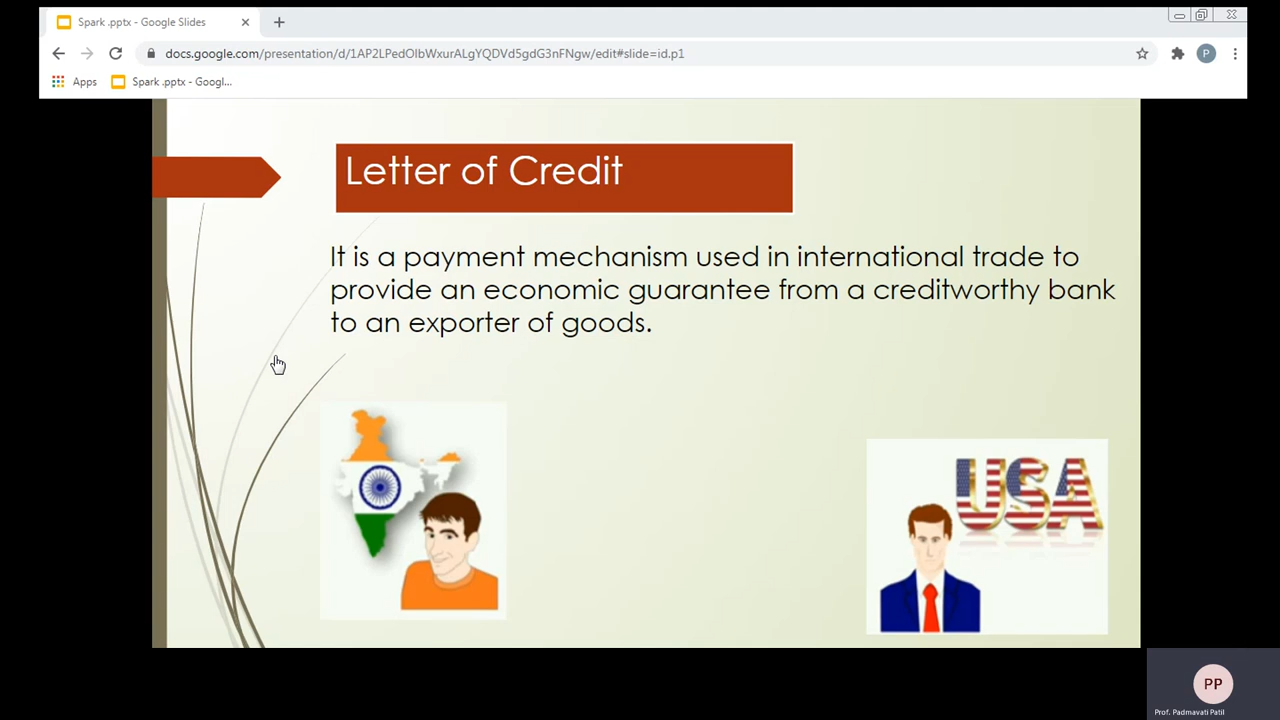 Spark .pptx - Google Slides
docs.google.com/presentation/d/1AP2LPedOlbWxurALgYQDVd5gdG3nFNgw/edit#slide=id.p1
P
Apps
Spark .pptx - Googl...
Letter of Credit
It is a payment mechanism used in international trade to
provide an economic guarantee from a creditworthy bank
to an exporter of goods.
USA
PP
Prof. Padmavati Patil